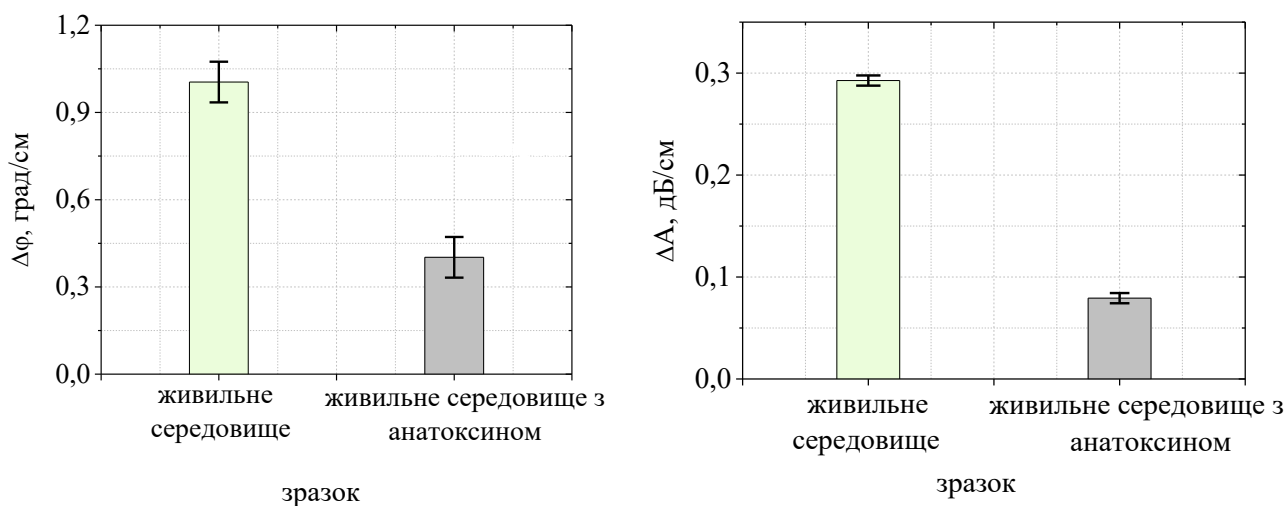 1,2
0,9
0,6
0,3
0,0
Δφ, град/см
живильне
середовище
живильне середовище з
анатоксином
зразок
0,3
0,2
0,1
0,0
ΔА, дБ/см
живильне
середовище
живильне середовище з
анатоксином
зразок